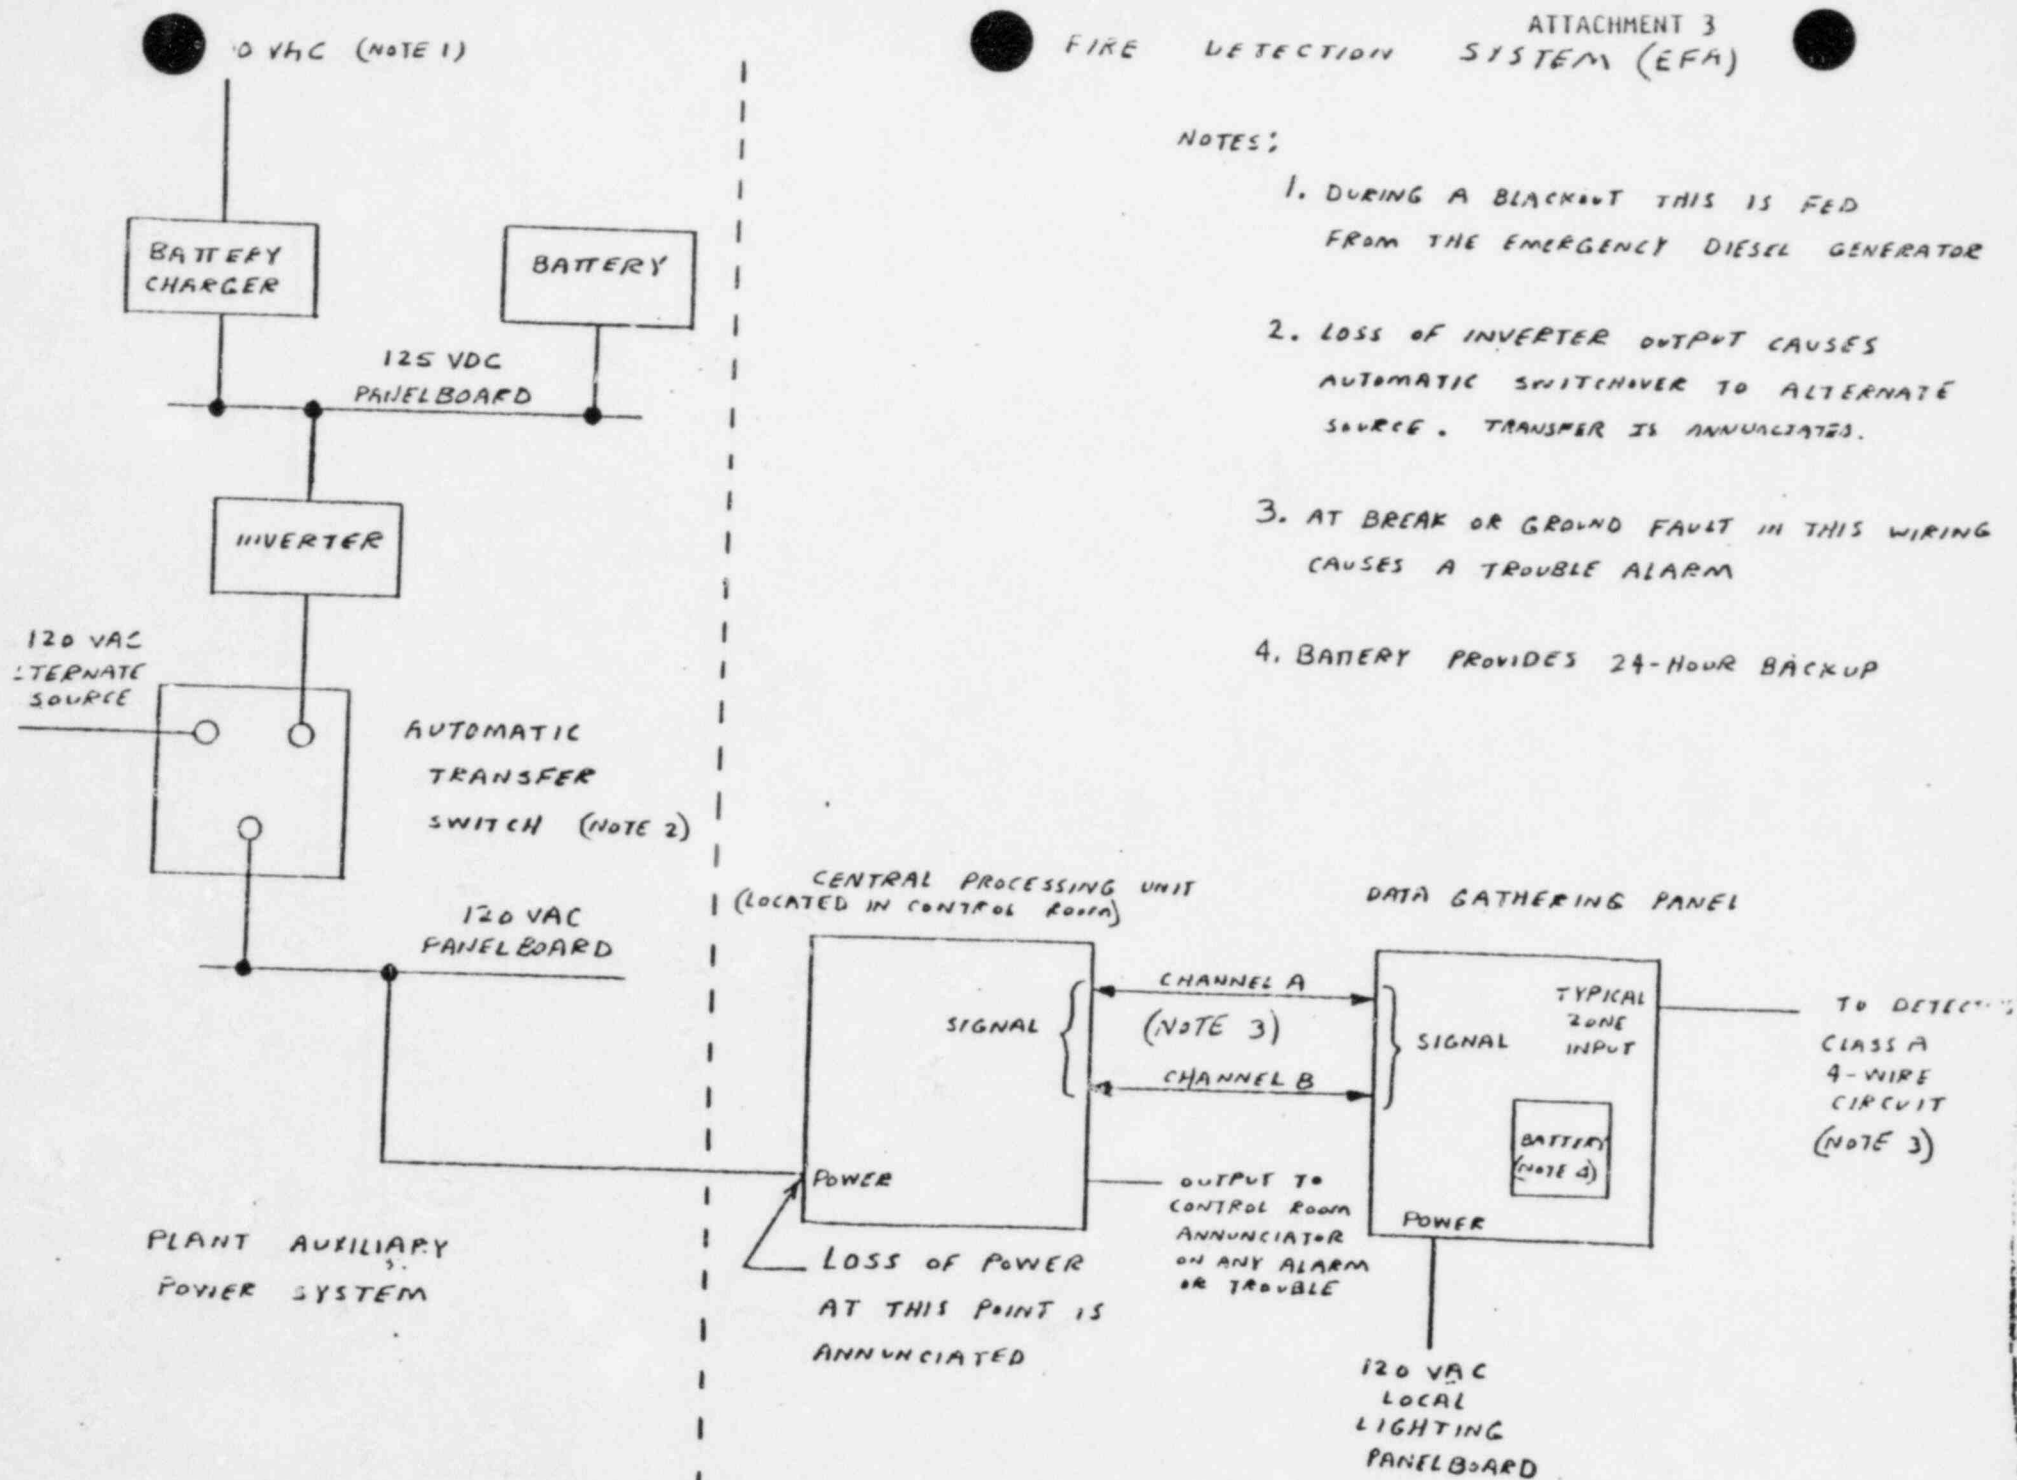 ATTACHMENT 3
FIRE DETECTION SYSTEM (EFA)
0 VAC (NOTE 1)
BATTERY
CHARGER
BATTERY
125 VDC
PANELBOARD
INVERTER
120 VAC
SOURCE
AUTOMATIC
TRANSFER
SWITCH (NOTE 2)
120 VAC
PANELBOARD
PLANT AUXILIARY
POWER SYSTEM
NOTES:
1. DURING A BLACKOUT THIS IS FED
FROM THE EMERGENCY DIESEL GENERATOR
2. LOSS OF INVERTER OUTPUT CAUSES
AUTOMATIC SWITCHOVER TO ALTERNATE
SOURCE. TRANSFER IS ANNUNCIATED.
3. AT BREAK OR GROUND FAULT IN THIS WIRING
CAUSES A TROUBLE ALARM
4. BATTERY PROVIDES 24-HOUR BACKUP
CENTRAL PROCESSING UNIT
(LOCATED IN CONTROL ROOM)
SIGNAL
POWER
LOSS OF POWER
AT THIS POINT IS
ANNUNCIATED
CHANNEL A
(NOTE 3)
CHANNEL B
OUTPUT TO
CONTROL ROOM
ANNUNCIATOR
ON ANY ALARM
OR TROUBLE
DATA GATHERING PANEL
SIGNAL
TYPICAL
ZONE
INPUT
BATTERY
(NOTE 4)
POWER
120 VAC
LOCAL
LIGHTING
PANELBOARD
TO
CLASS A
4-WIRE
CIRCUIT
(NOTE 3)